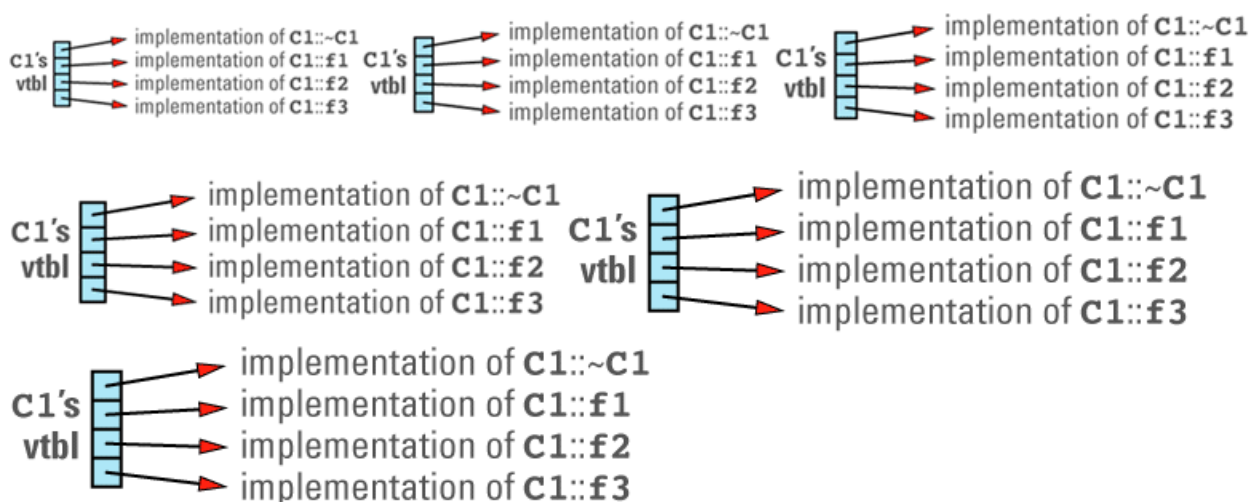 implementation of C1::~C1
C1's implementation of C1::f1
vtbl implementation of C1::f2
implementation of C1::f3
implementation of C1::~C1
C1's implementation of C1::f1
vtbl implementation of C1::f2
implementation of C1::f3
implementation of C1::~C1
C1's implementation of C1::f1
vtbl implementation of C1::f2
implementation of C1::f3
implementation of C1::~C1
C1's implementation of C1::f1
vtbl implementation of C1::f2
implementation of C1::f3
implementation of C1::~C1
C1's implementation of C1::f1
vtbl implementation of C1::f2
implementation of C1::f3
implementation of C1::~C1
C1's implementation of C1::f1
vtbl implementation of C1::f2
implementation of C1::f3